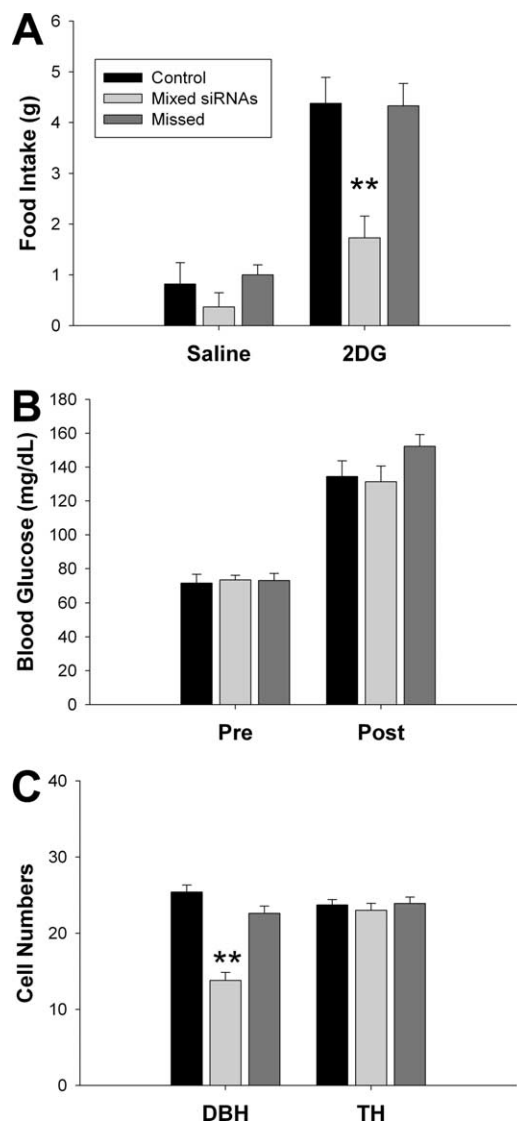 A
6
5
4
3
2
1
0
Food Intake (g)
Control
Mixed siRNAs
Missed
**
Saline 2DG
B
180
160
140
120
100
80
60
40
20
0
Blood Glucose (mg/dL)
Pre Post
C
40
30
20
10
0
Cell Numbers
**
DBH TH